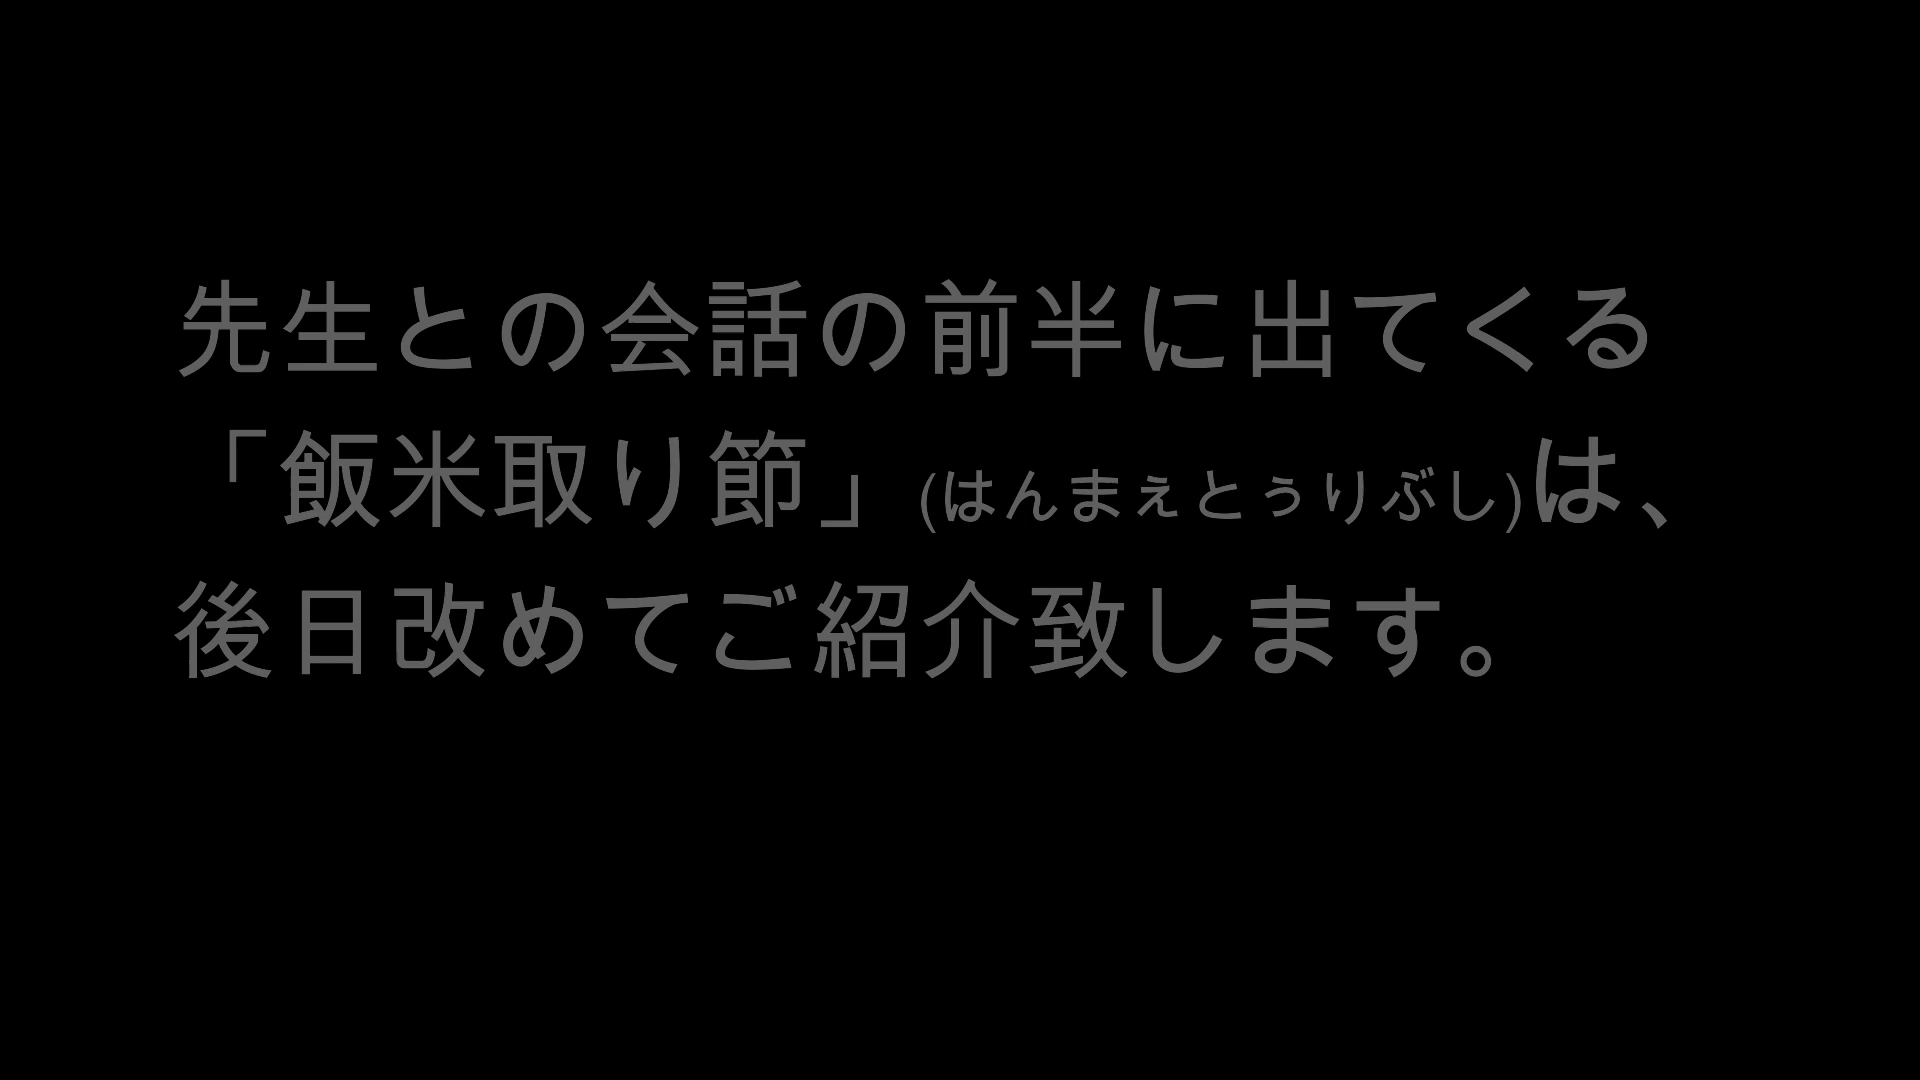 先生との会話の前半に出てくる
「飯米取り節」(はんまぇとぅりぶし)は、
後日改めてご紹介致します。